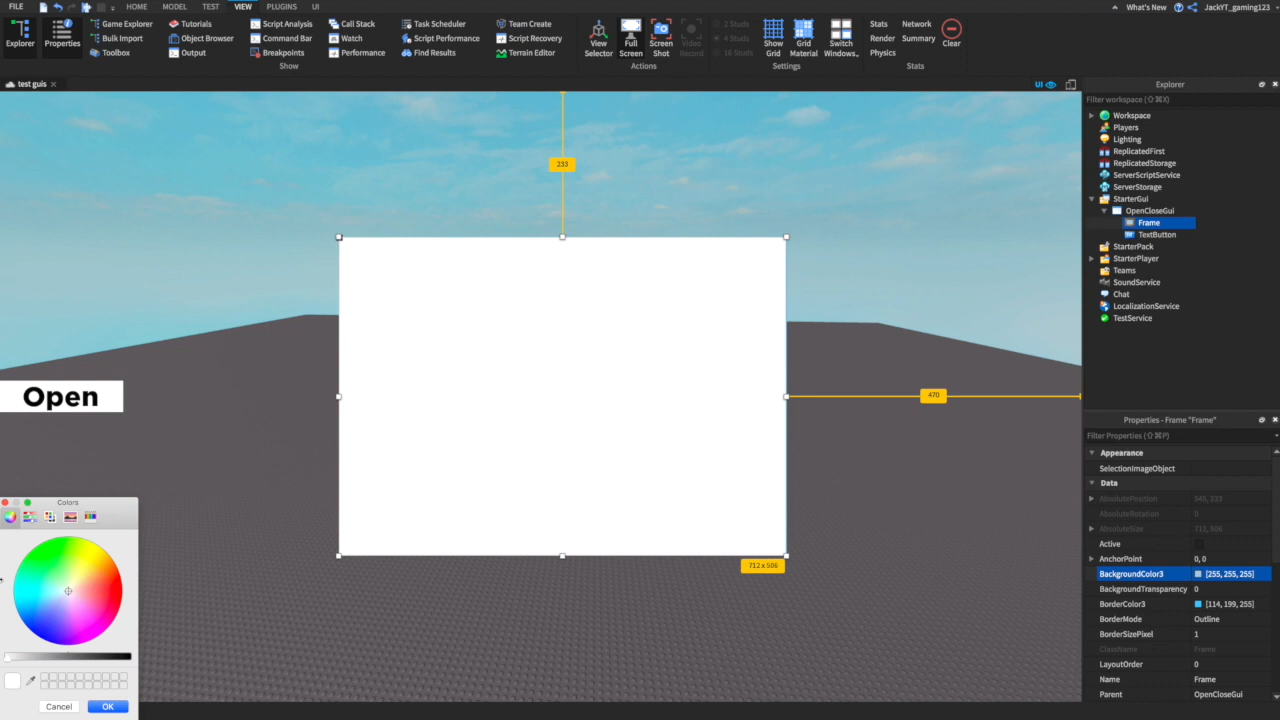 FILE HOME MODEL TEST VIEW PLUGINS UI What's New JackYT_gaming123
Explorer Properties Game Explorer Bulk Import Toolbox Tutorials Object Browser Output Script Analysis Command Bar Breakpoints Call Stack Watch Performance Task Scheduler Script Performance Find Results Team Create Script Recovery Terrain Editor
Show
View Selector Full Screen Screen Shot Video Record 2 Studs 4 Studs 16 Studs
Actions
Show Grid Grid Material Switch Windows
Settings
Stats Network Render Summary Physics Clear
Stats
test guis
UI
Explorer
Filter workspace (⇧⌘X)
Workspace
Players
Lighting
ReplicatedFirst
ReplicatedStorage
ServerScriptService
ServerStorage
StarterGui
OpenCloseGui
Frame
TextButton
StarterPack
StarterPlayer
Teams
SoundService
Chat
LocalizationService
TestService
233
470
712 x 506
Open
Colors
Cancel OK
Properties - Frame "Frame"
Filter Properties (⇧⌘P)
Appearance
SelectionImageObject
Data
AbsolutePosition 545, 233
AbsoluteRotation 0
AbsoluteSize 712, 506
Active
AnchorPoint 0, 0
BackgroundColor3 [255, 255, 255]
BackgroundTransparency 0
BorderColor3 [114, 199, 255]
BorderMode Outline
BorderSizePixel 1
ClassName Frame
LayoutOrder 0
Name Frame
Parent OpenCloseGui